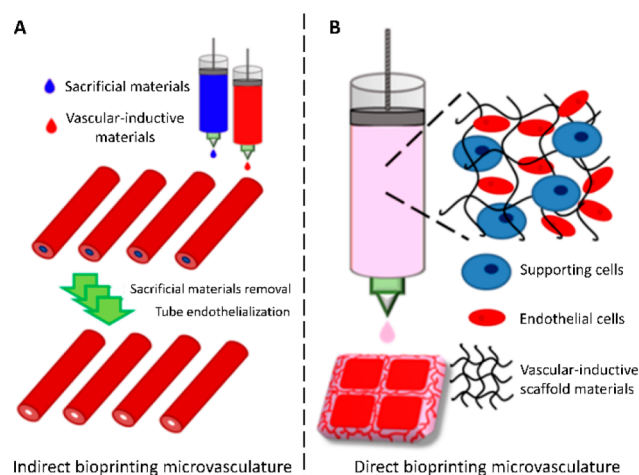 A
Sacrificial materials
Vascular-inductive
materials
Sacrificial materials removal
Tube endothelialization
Indirect bioprinting microvasculature
B
Supporting cells
Endothelial cells
Vascular-inductive
scaffold materials
Direct bioprinting microvasculature